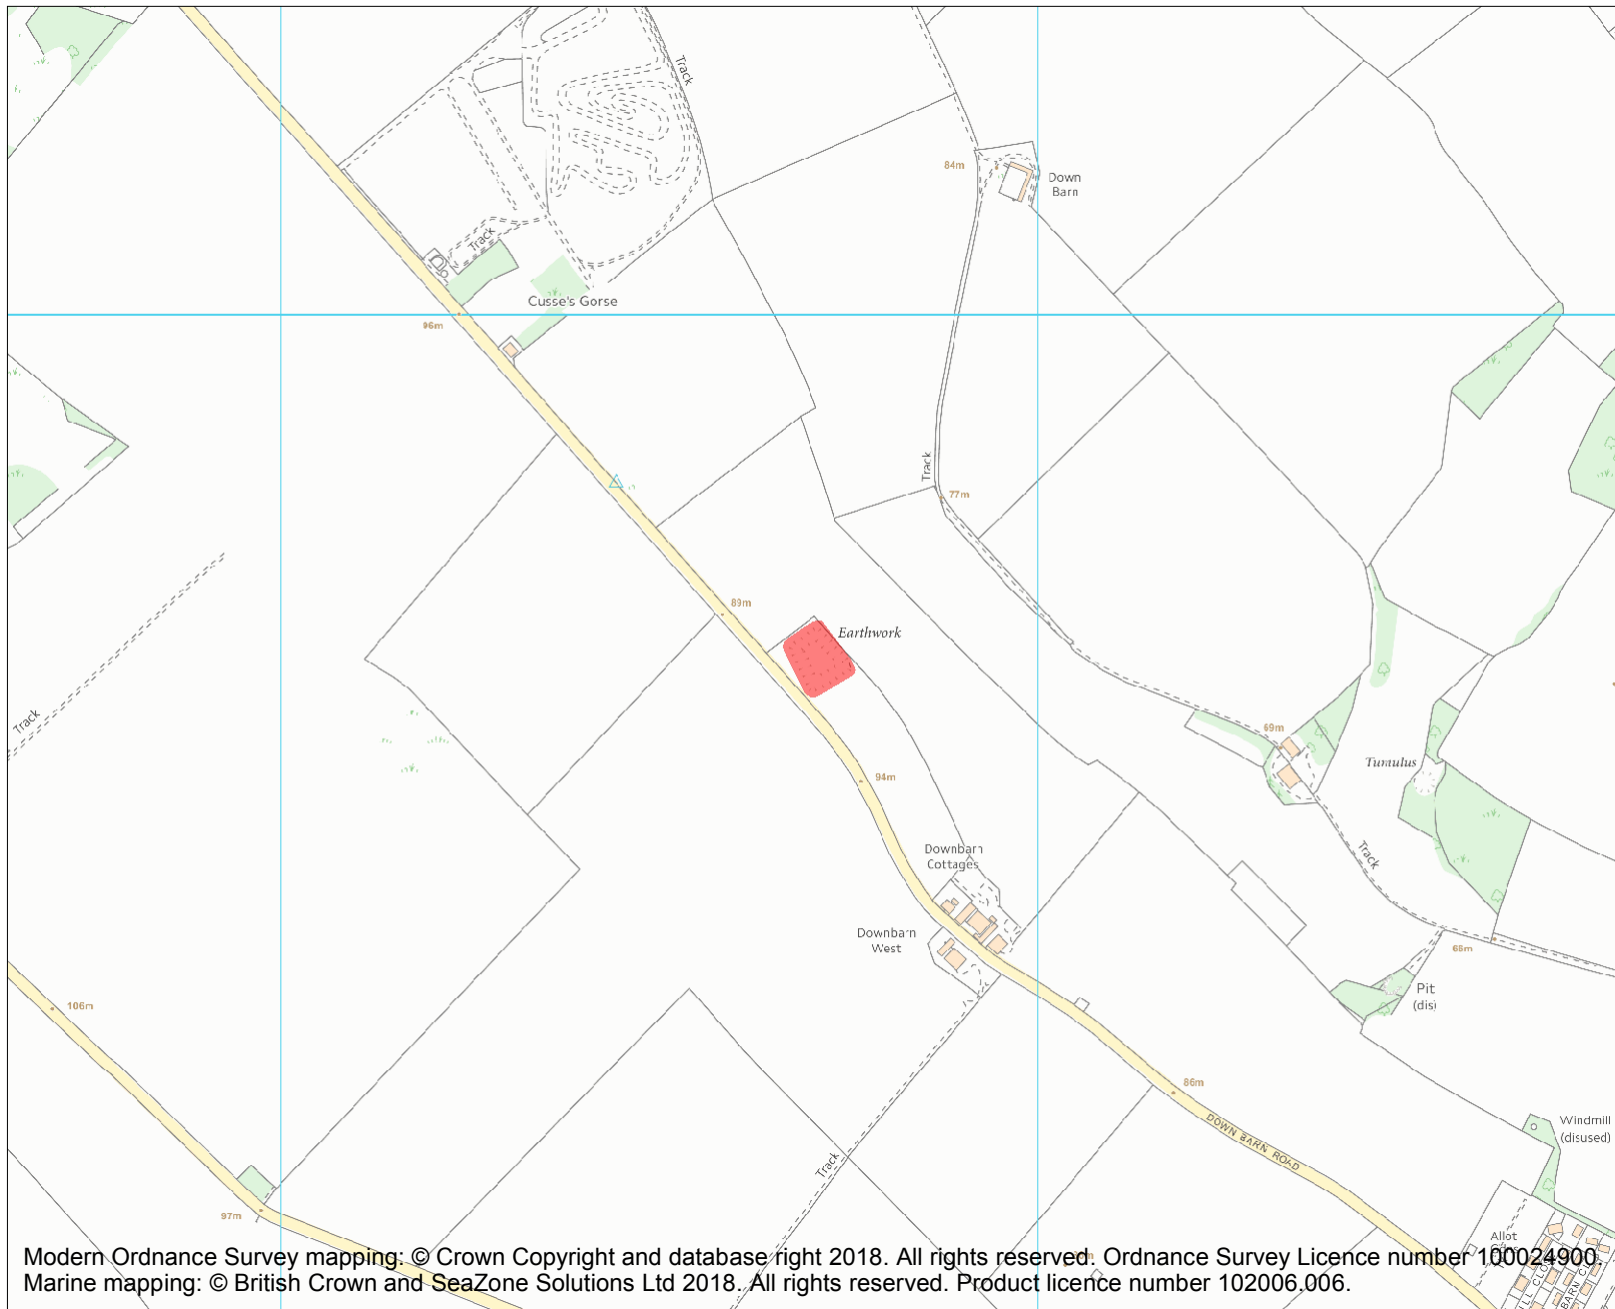 Track
84m
Down
Barn
Track
Cusse's Gorse
96m
Track
77m
89m
Earthwork
Track
69m
Tumulus
94m
Downbarn
Cottages
Track
Downbarn
West
68m
Pit
(dis)
106m
86m
DOWN BARN ROAD
Windmill
(disused)
Track
97m
Allot
Modern Ordnance Survey mapping: © Crown Copyright and database right 2018. All rights reserved. Ordnance Survey Licence number 100024900.
Marine mapping: © British Crown and SeaZone Solutions Ltd 2018. All rights reserved. Product licence number 102006.006.